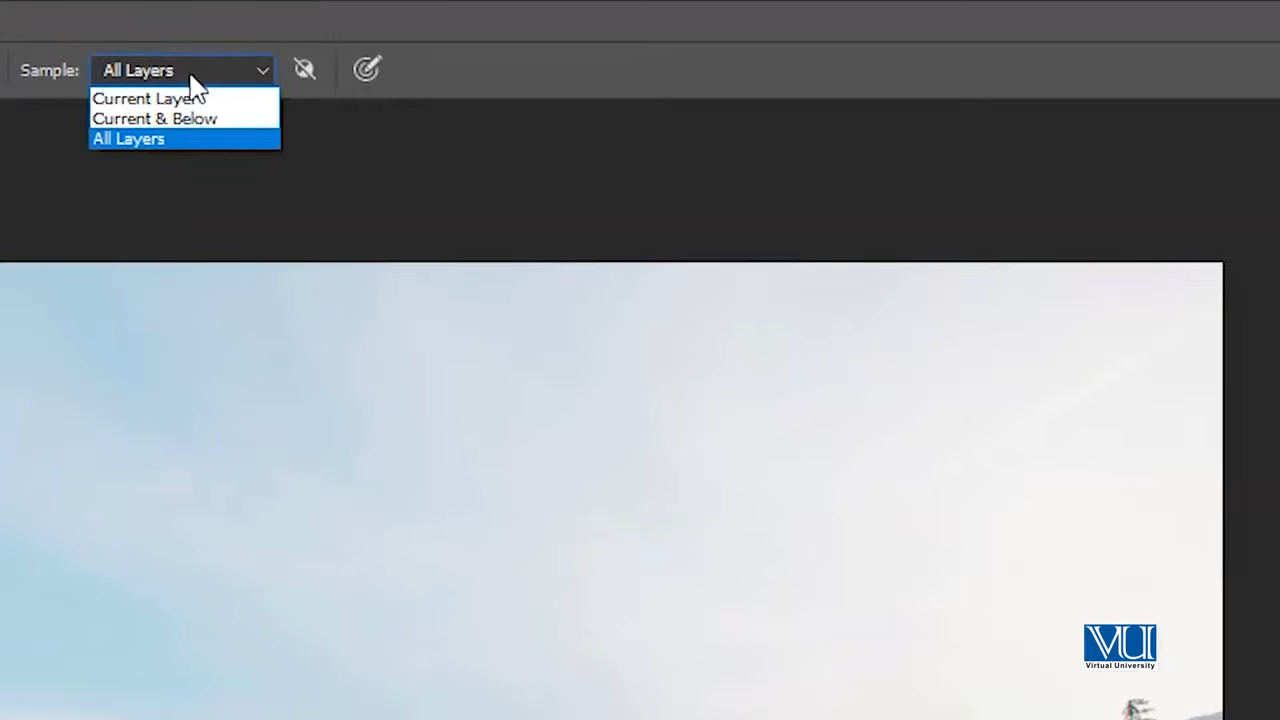 Sample: All Layers
Current Layer
Current & Below
All Layers
VU
Virtual University